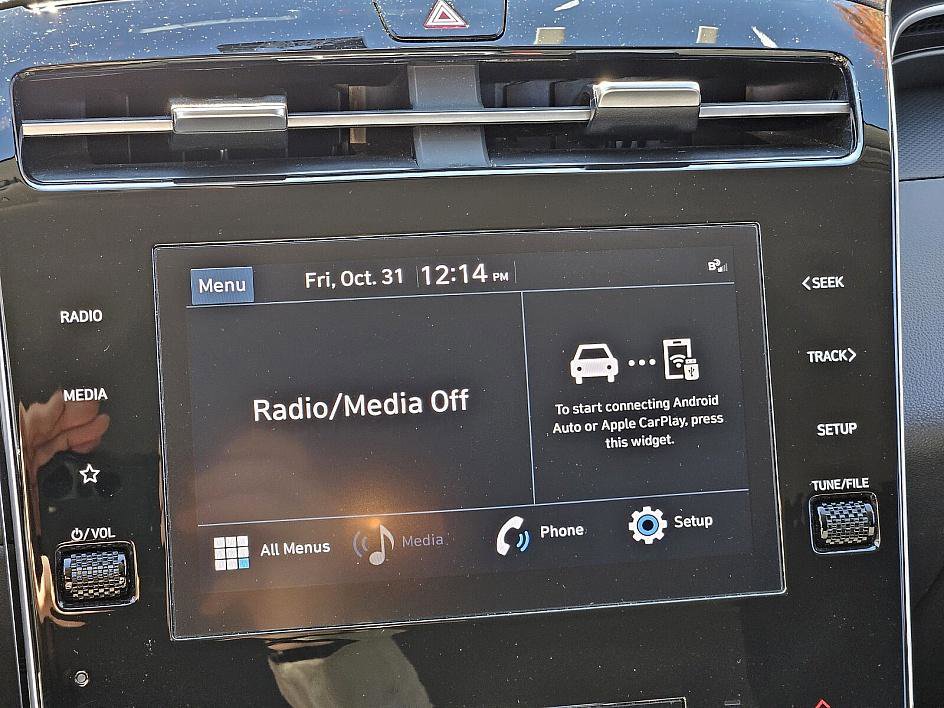 Menu
Fri, Oct. 31
12:14 PM
<SEEK
RADIO
TRACK>
MEDIA
Radio/Media Off
To start connecting Android
Auto or Apple CarPlay, press
this widget.
SETUP
TUNE/FILE
/VOL
All Menus
Media
Phone
Setup